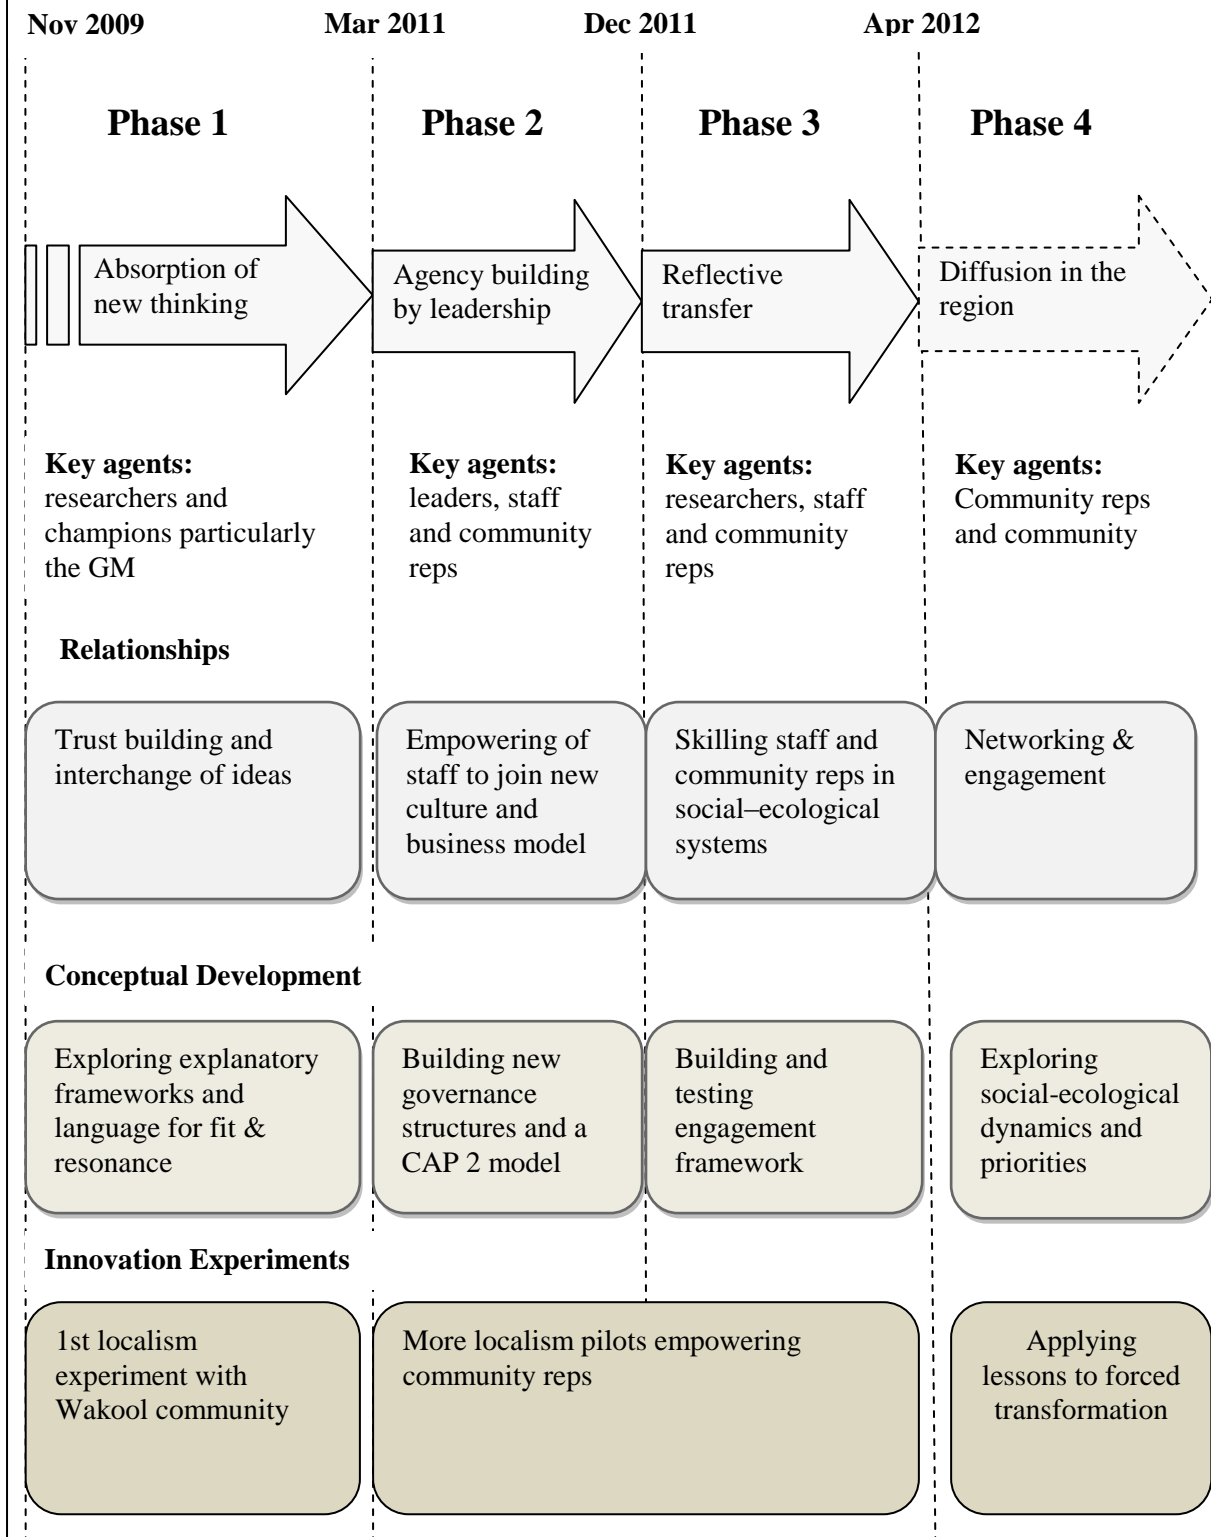 Nov 2009
Mar 2011
Dec 2011
Apr 2012
Phase 1
Phase 2
Phase 3
Phase 4
Absorption of
new thinking
Agency building
by leadership
Reflective
transfer
Diffusion in the
region
Key agents:
researchers and
champions particularly
the GM
Key agents:
leaders, staff
and community
reps
Key agents:
researchers, staff
and community
reps
Key agents:
Community reps
and community
Relationships
Trust building and
interchange of ideas
Empowering of
staff to join new
culture and
business model
Skilling staff and
community reps in
social–ecological
systems
Networking &
engagement
Conceptual Development
Exploring explanatory
frameworks and
language for fit &
resonance
Building new
governance
structures and a
CAP 2 model
Building and
testing
engagement
framework
Exploring
social-ecological
dynamics and
priorities
Innovation Experiments
1st localism
experiment with
Wakool community
More localism pilots empowering
community reps
Applying
lessons to forced
transformation